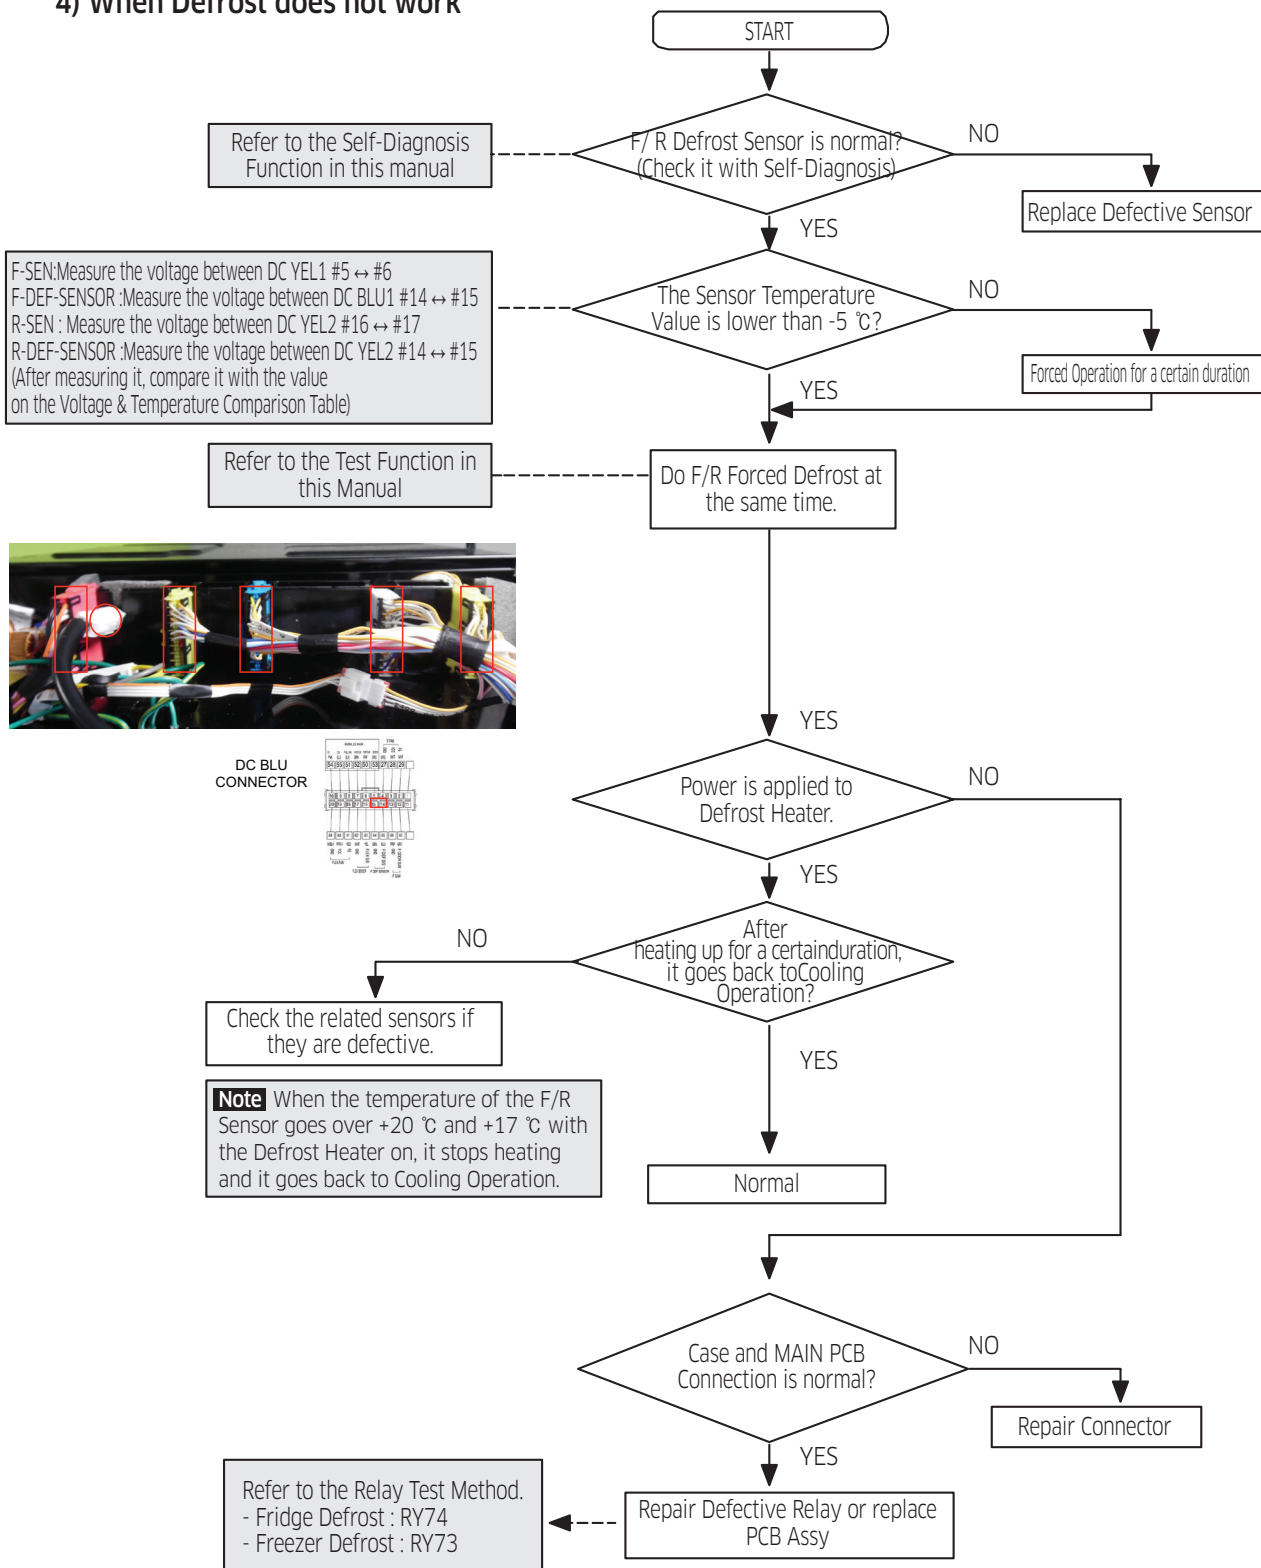 4) When Defrost does not work
START
Refer to the Self-Diagnosis
Function in this manual
F/ R Defrost Sensor is normal?
(Check it with Self-Diagnosis)
NO
Replace Defective Sensor
YES
F-SEN:Measure the voltage between DC YEL1 #5 ↔ #6
F-DEF-SENSOR :Measure the voltage between DC BLU1 #14 ↔ #15
R-SEN : Measure the voltage between DC YEL2 #16 ↔ #17
R-DEF-SENSOR :Measure the voltage between DC YEL2 #14 ↔ #15
(After measuring it, compare it with the value
on the Voltage & Temperature Comparison Table)
The Sensor Temperature
Value is lower than -5 ℃?
NO
Forced Operation for a certain duration
YES
Refer to the Test Function in
this Manual
Do F/R Forced Defrost at
the same time.
YES
DC BLU
CONNECTOR
Power is applied to
Defrost Heater.
NO
YES
After
heating up for a certainduration,
it goes back toCooling
Operation?
NO
Check the related sensors if
they are defective.
YES
Note When the temperature of the F/R
Sensor goes over +20 ℃ and +17 ℃ with
the Defrost Heater on, it stops heating
and it goes back to Cooling Operation.
Normal
Case and MAIN PCB
Connection is normal?
NO
Repair Connector
YES
Refer to the Relay Test Method.
- Fridge Defrost : RY74
- Freezer Defrost : RY73
Repair Defective Relay or replace
PCB Assy